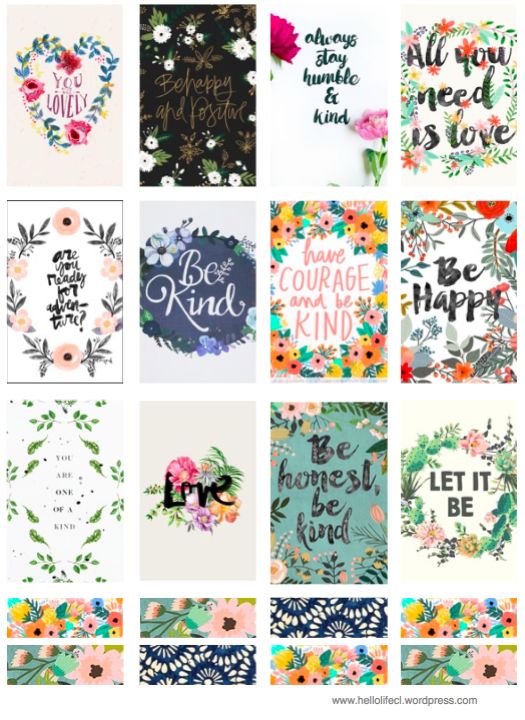 YOU
ARE
LOVELY
Be happy
and positive
always
stay
humble
&
kind
All you
need
is love
are
you
ready
for
adven-
ture?
Be
Kind
have
COURAGE
and be
KIND
Be
Happy
YOU
ARE
ONE
OF A
KIND
Love
Be
honest,
be
kind
LET IT
BE
www.hellolifecl.wordpress.com